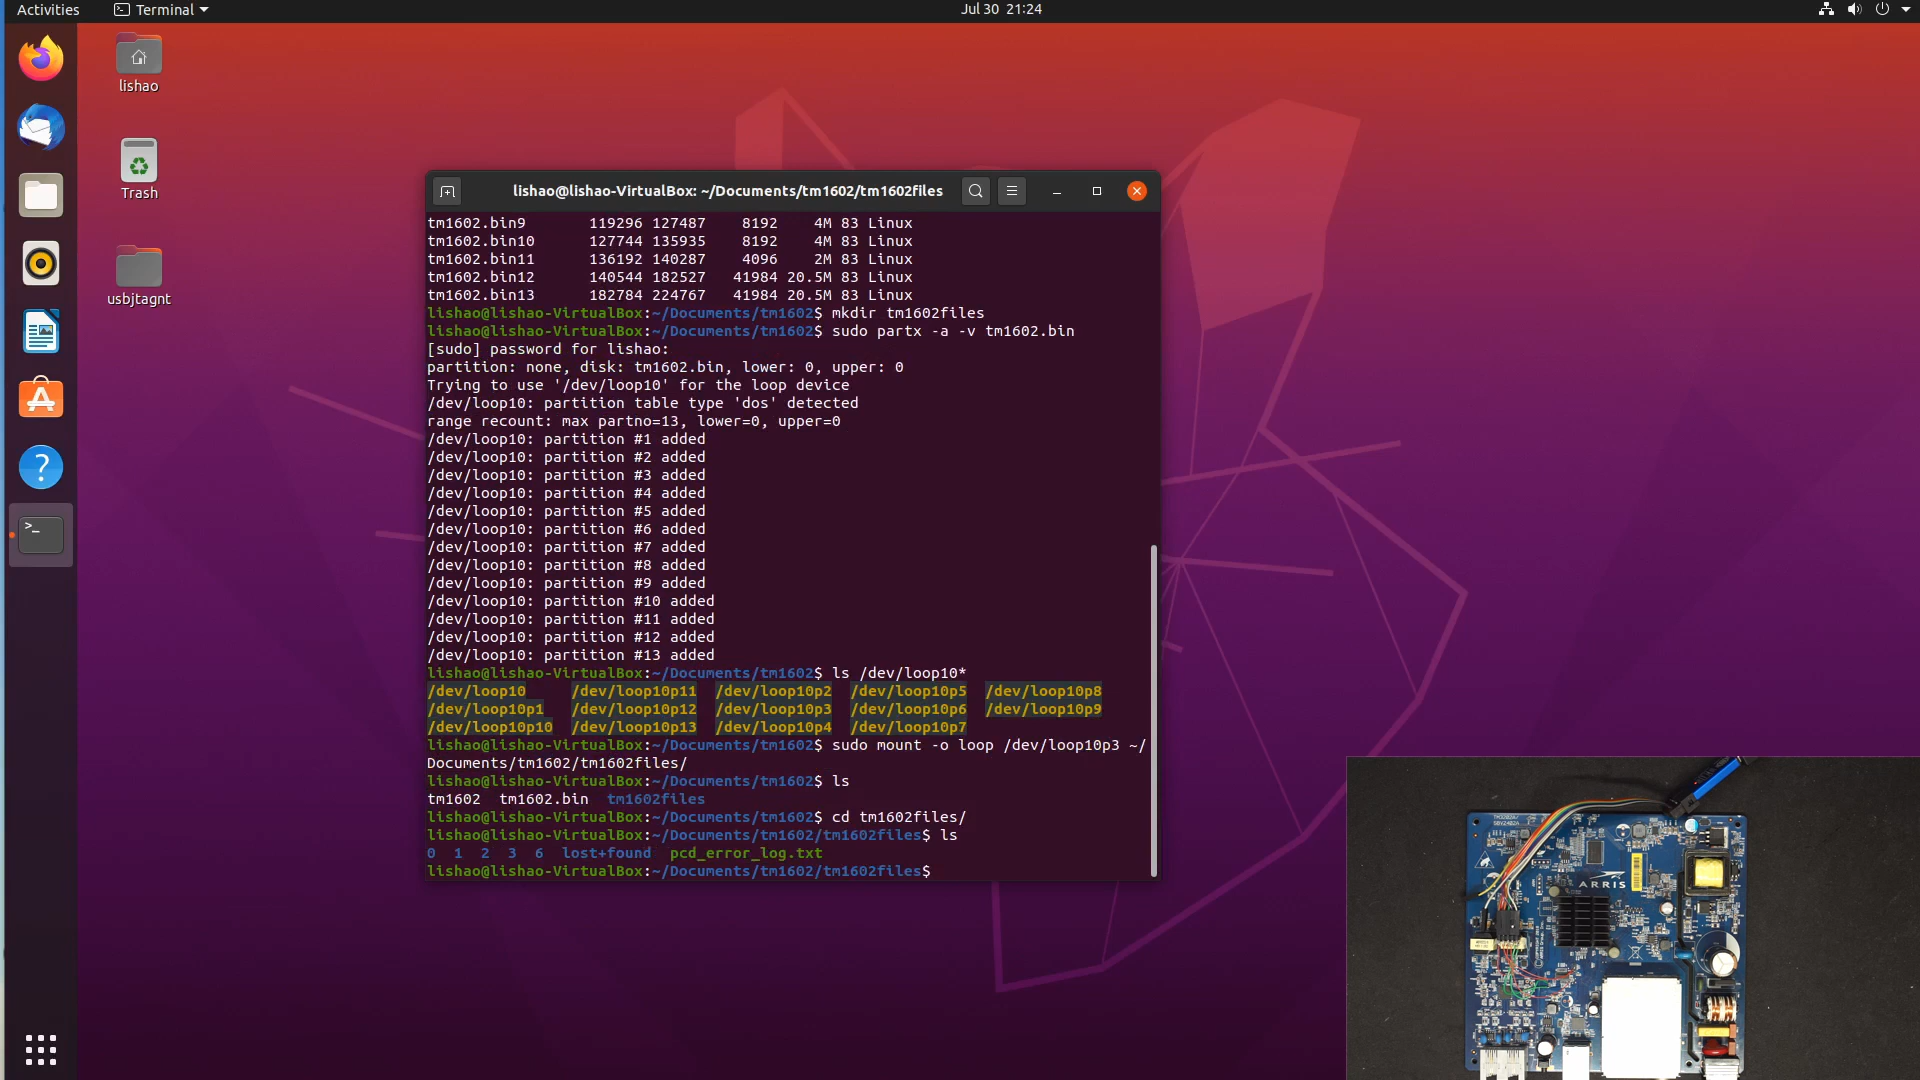 Activities
Terminal
Jul 30 21:24
lishao
Trash
usbjtagnt
lishao@lishao-VirtualBox: ~/Documents/tm1602/tm1602files
tm1602.bin9 119296 127487 8192 4M 83 Linux
tm1602.bin10 127744 135935 8192 4M 83 Linux
tm1602.bin11 136192 140287 4096 2M 83 Linux
tm1602.bin12 140544 182527 41984 20.5M 83 Linux
tm1602.bin13 182784 224767 41984 20.5M 83 Linux
lishao@lishao-VirtualBox:~/Documents/tm1602$ mkdir tm1602files
lishao@lishao-VirtualBox:~/Documents/tm1602$ sudo partx -a -v tm1602.bin
[sudo] password for lishao:
partition: none, disk: tm1602.bin, lower: 0, upper: 0
Trying to use '/dev/loop10' for the loop device
/dev/loop10: partition table type 'dos' detected
range recount: max partno=13, lower=0, upper=0
/dev/loop10: partition #1 added
/dev/loop10: partition #2 added
/dev/loop10: partition #3 added
/dev/loop10: partition #4 added
/dev/loop10: partition #5 added
/dev/loop10: partition #6 added
/dev/loop10: partition #7 added
/dev/loop10: partition #8 added
/dev/loop10: partition #9 added
/dev/loop10: partition #10 added
/dev/loop10: partition #11 added
/dev/loop10: partition #12 added
/dev/loop10: partition #13 added
lishao@lishao-VirtualBox:~/Documents/tm1602$ ls /dev/loop10*
/dev/loop10 /dev/loop10p11 /dev/loop10p2 /dev/loop10p5 /dev/loop10p8
/dev/loop10p1 /dev/loop10p12 /dev/loop10p3 /dev/loop10p6 /dev/loop10p9
/dev/loop10p10 /dev/loop10p13 /dev/loop10p4 /dev/loop10p7
lishao@lishao-VirtualBox:~/Documents/tm1602$ sudo mount -o loop /dev/loop10p3 ~/
Documents/tm1602/tm1602files/
lishao@lishao-VirtualBox:~/Documents/tm1602$ ls
tm1602 tm1602.bin tm1602files
lishao@lishao-VirtualBox:~/Documents/tm1602$ cd tm1602files/
lishao@lishao-VirtualBox:~/Documents/tm1602/tm1602files$ ls
0 1 2 3 6 lost+found pcd_error_log.txt
lishao@lishao-VirtualBox:~/Documents/tm1602/tm1602files$
ARRIS